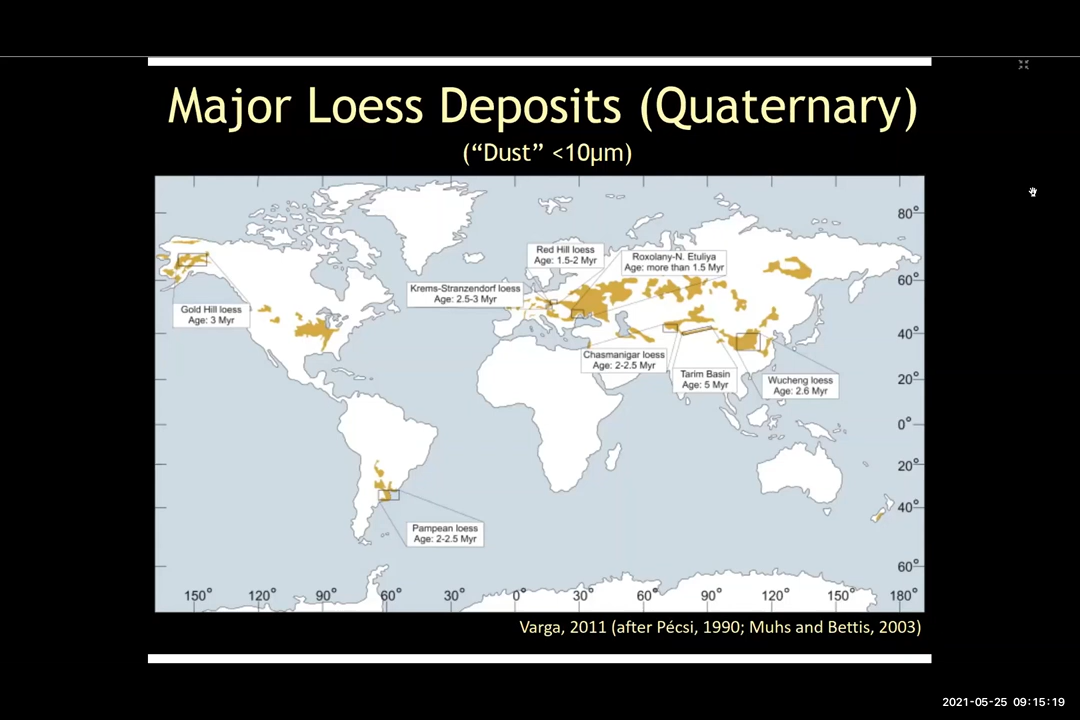 Major Loess Deposits (Quaternary)
(“Dust” <10µm)
80°
60°
40°
20°
0°
20°
40°
60°
Red Hill loess
Age: 1.5-2 Myr
Roxolany-N. Etuliya
Age: more than 1.5 Myr
Krems-Stranzendorf loess
Age: 2.5-3 Myr
Gold Hill loess
Age: 3 Myr
Chasmanigar loess
Age: 2-2.5 Myr
Tarim Basin
Age: 5 Myr
Wucheng loess
Age: 2.6 Myr
Pampean loess
Age: 2-2.5 Myr
150° 120° 90° 60° 30° 0° 30° 60° 90° 120° 150° 180°
Varga, 2011 (after Pécsi, 1990; Muhs and Bettis, 2003)
2021-05-25 09:15:19